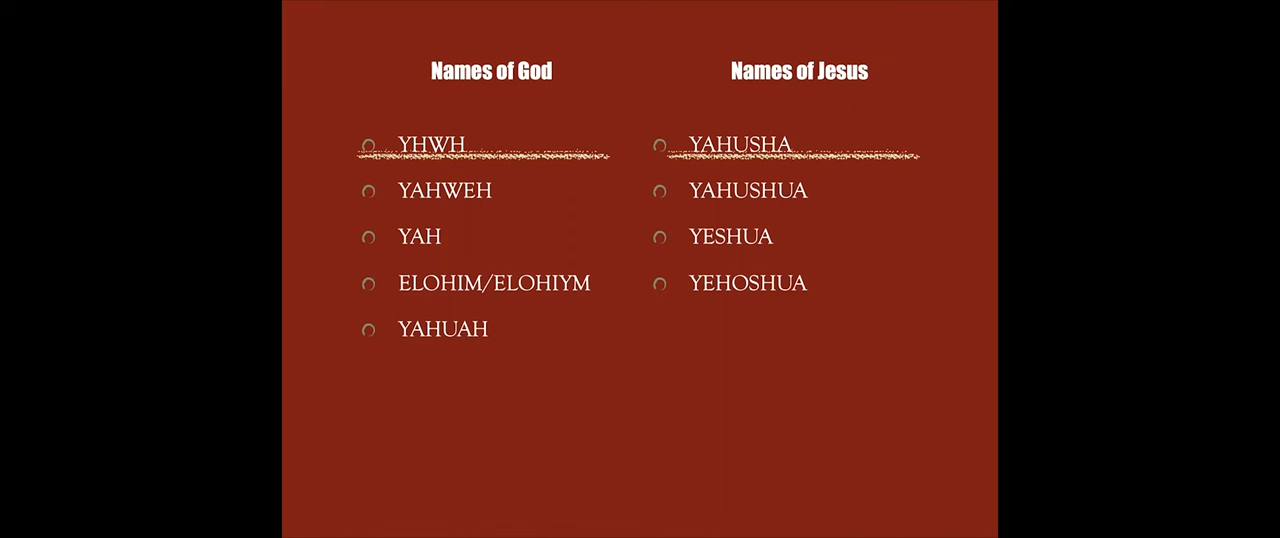 Names of God
YHWH
YAHWEH
YAH
ELOHIM/ELOHIYM
YAHUAH
Names of Jesus
YAHUSHA
YAHUSHUA
YESHUA
YEHOSHUA